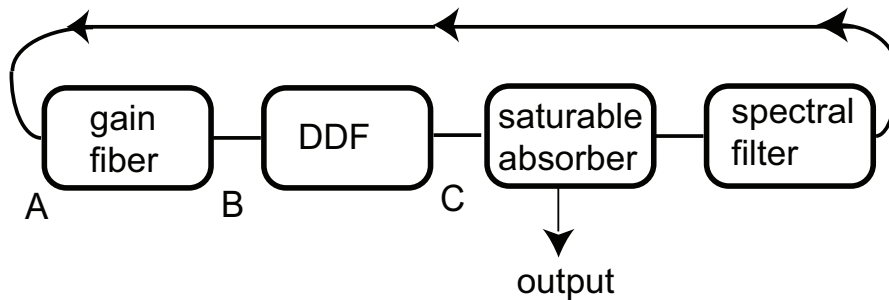 gain
fiber
DDF
saturable
absorber
spectral
filter
A
B
C
output